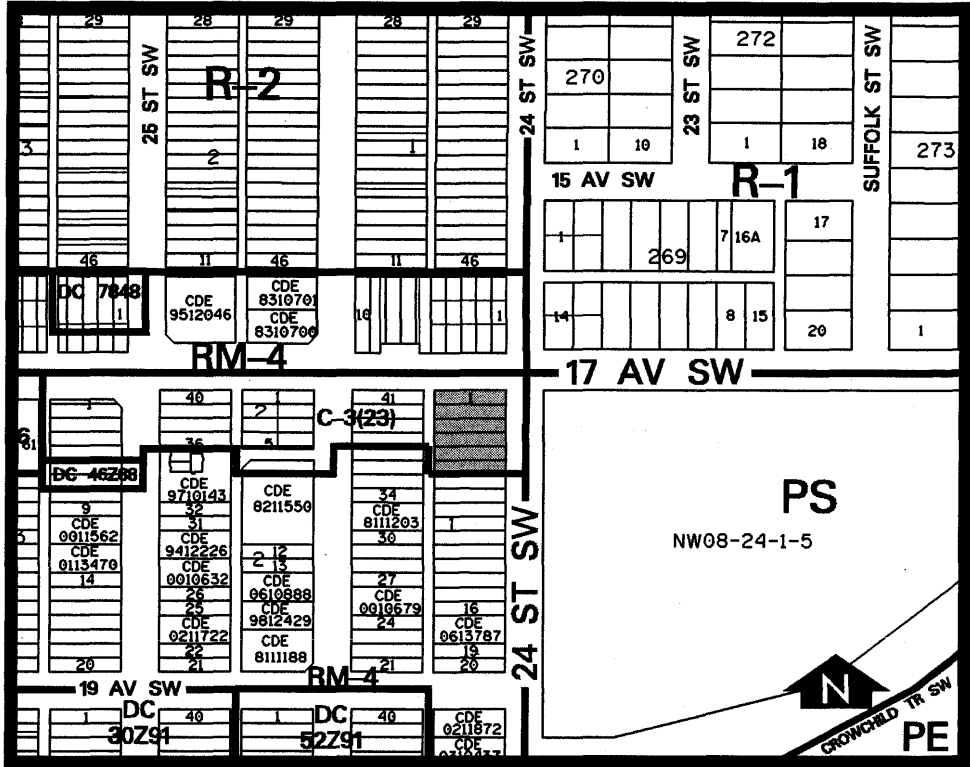 29
28
29
28
29
272
25 ST SW
R-2
24 ST SW
270
23 ST SW
SUFFOLK ST SW
3
2
1
1
10
1
18
273
15 AV SW
R-1
1
7
16A
17
269
46
11
46
11
46
DC 7848
1
CDE
9512046
CDE
8310701
CDE
8310700
10
1
14
8
15
20
1
RM-4
17 AV SW
40
1
41
1
2
C-3(23)
36
5
DC 46Z88
CDE
9710143
CDE
8211550
34
PS
9
32
CDE
8111203
1
CDE
0011562
31
30
NW08-24-1-5
3
CDE
9412226
2
12
CDE
0113470
13
14
CDE
0010632
CDE
0610888
27
26
CDE
0010679
25
CDE
9812429
24
16
CDE
0211722
CDE
0613787
24 ST SW
22
CDE
8111188
19
20
21
21
20
RM-4
N
19 AV SW
1
DC
30Z91
40
1
DC
52Z91
40
CDE
0211872
CDE
CROWCHILD TR SW
PE